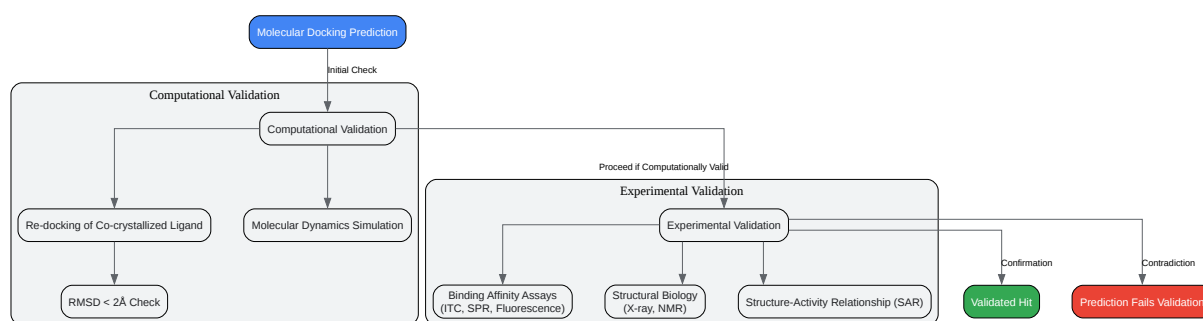 Molecular Docking Prediction
Initial Check
Computational Validation
Computational Validation
Proceed if Computationally Valid
Experimental Validation
Re-docking of Co-crystallized Ligand
Molecular Dynamics Simulation
Experimental Validation
Confirmation
Contradiction
RMSD < 2Å Check
Binding Affinity Assays
(ITC, SPR, Fluorescence)
Structural Biology
(X-ray, NMR)
Structure-Activity Relationship (SAR)
Validated Hit
Prediction Fails Validation